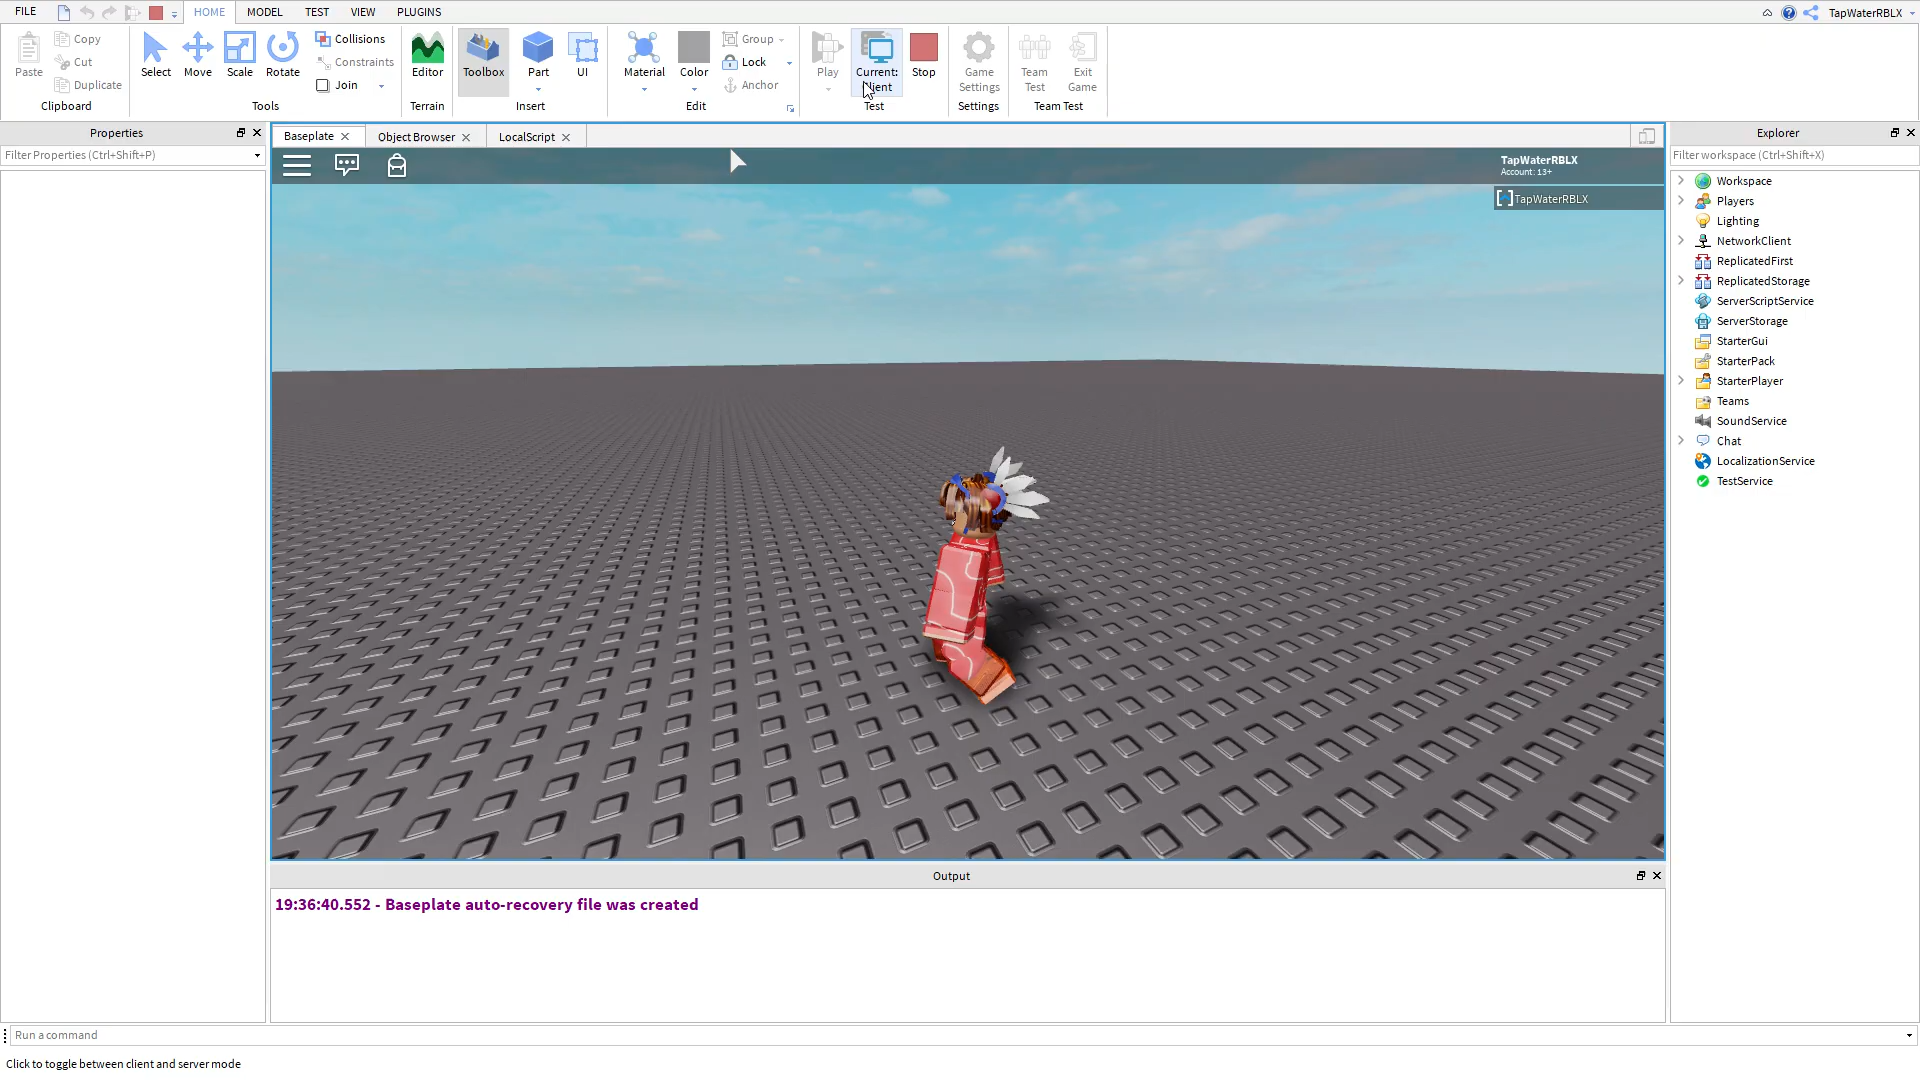 FILE
HOME
MODEL
TEST
VIEW
PLUGINS
TapWaterRBLX
Paste
Copy
Cut
Duplicate
Clipboard
Select
Move
Scale
Rotate
Collisions
Constraints
Join
Tools
Editor
Terrain
Toolbox
Part
UI
Insert
Material
Color
Group
Lock
Anchor
Edit
Play
Current:
Client
Stop
Test
Game
Settings
Settings
Team
Test
Exit
Game
Team Test
Properties
Filter Properties (Ctrl+Shift+P)
Baseplate
Object Browser
LocalScript
TapWaterRBLX
Account: 13+
TapWaterRBLX
Explorer
Filter workspace (Ctrl+Shift+X)
Workspace
Players
Lighting
NetworkClient
ReplicatedFirst
ReplicatedStorage
ServerScriptService
ServerStorage
StarterGui
StarterPack
StarterPlayer
Teams
SoundService
Chat
LocalizationService
TestService
Output
19:36:40.552 - Baseplate auto-recovery file was created
Run a command
Click to toggle between client and server mode